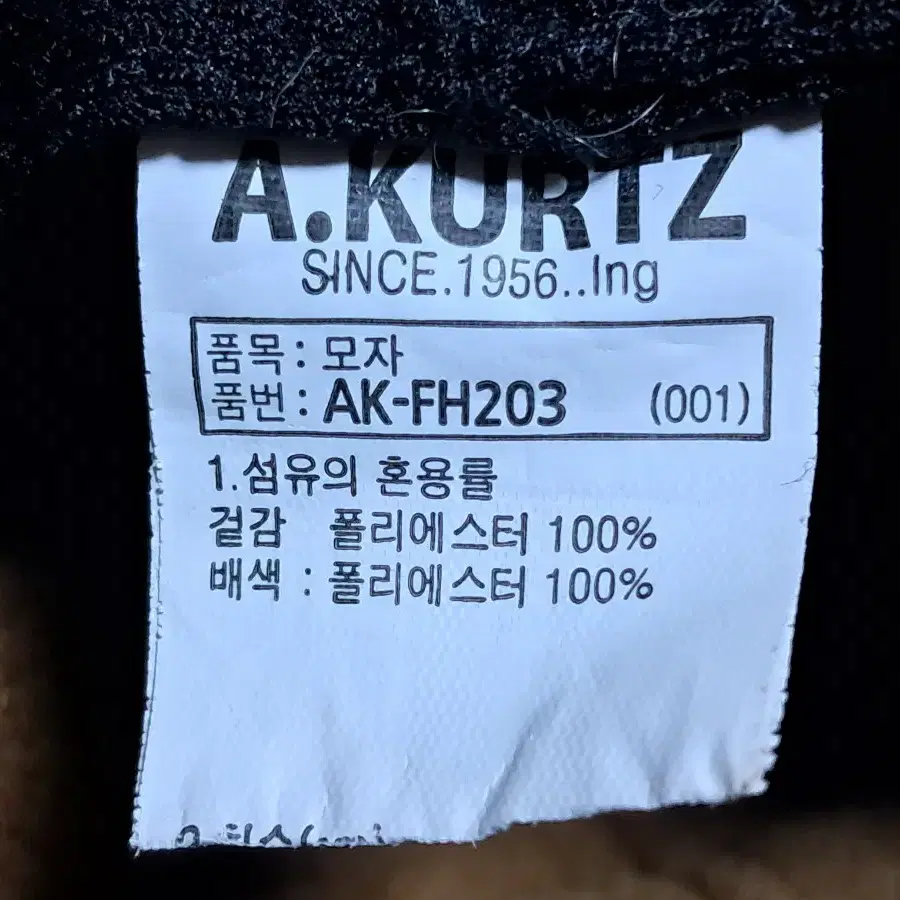 A.KURTZ
SINCE.1956..Ing
품목 : 모자
품번 : AK-FH203 (001)
1.섬유의 혼용률
겉감 폴리에스터 100%
배색 : 폴리에스터 100%